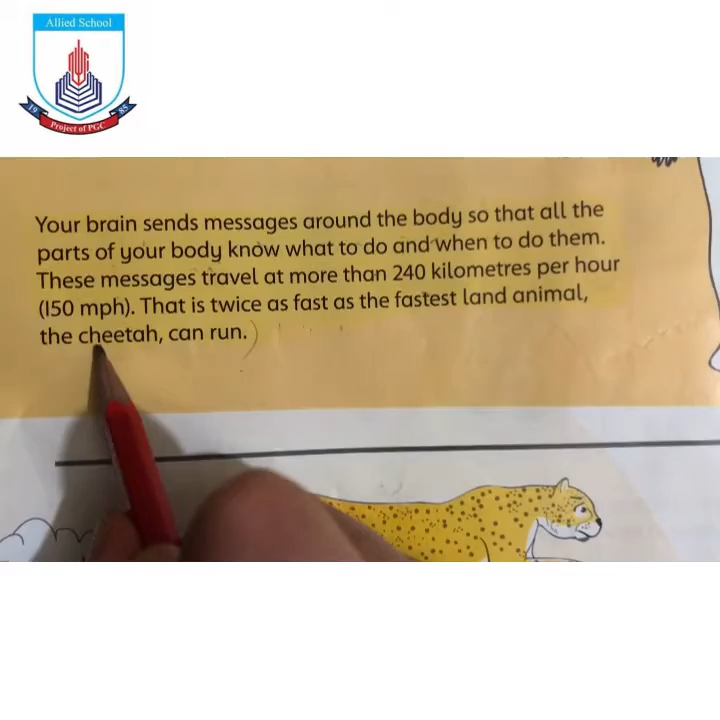 Allied School
19 85
Project of PGC
Your brain sends messages around the body so that all the
parts of your body know what to do and when to do them.
These messages travel at more than 240 kilometres per hour
(150 mph). That is twice as fast as the fastest land animal,
the cheetah, can run.)